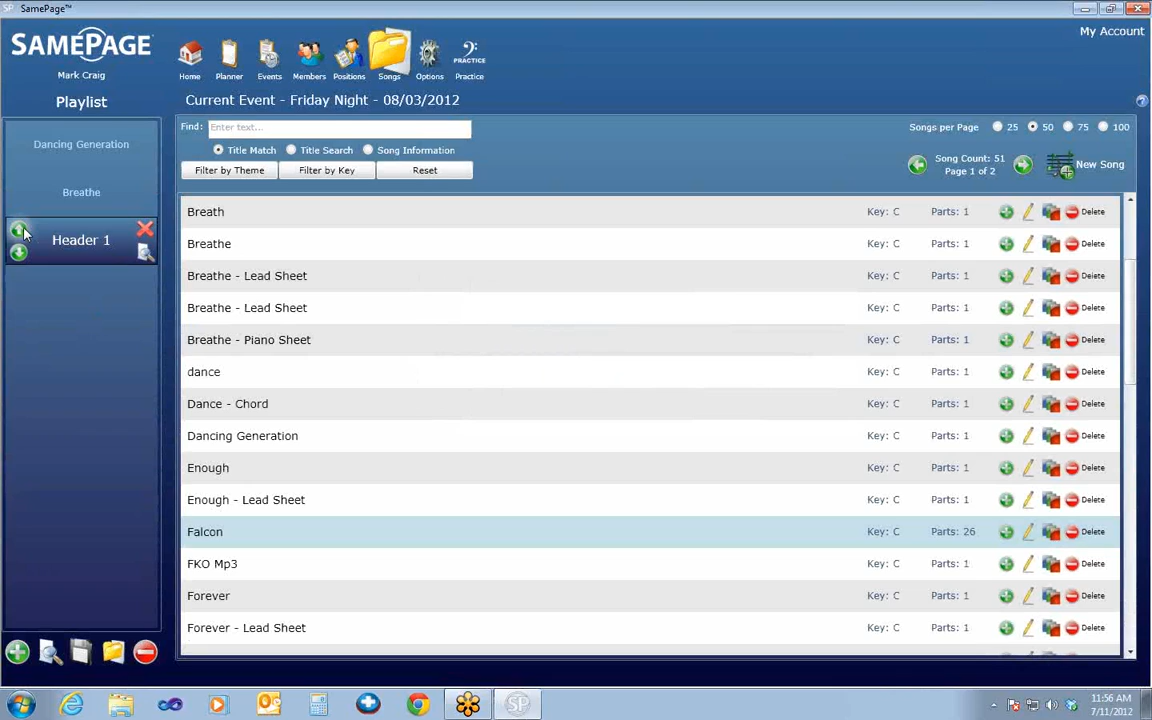 SamePage™
SAMEPAGE
Mark Craig
Home
Planner
Events
Members
Positions
Songs
Options
PRACTICE
Practice
My Account
Playlist
Current Event - Friday Night - 08/03/2012
Find: Enter text...
Songs per Page 25 50 75 100
Title Match Title Search Song Information
Filter by Theme Filter by Key Reset
Song Count: 51
Page 1 of 2
New Song
Dancing Generation
Breathe
Header 1
Breath Key: C Parts: 1 Delete
Breathe Key: C Parts: 1 Delete
Breathe - Lead Sheet Key: C Parts: 1 Delete
Breathe - Lead Sheet Key: C Parts: 1 Delete
Breathe - Piano Sheet Key: C Parts: 1 Delete
dance Key: C Parts: 1 Delete
Dance - Chord Key: C Parts: 1 Delete
Dancing Generation Key: C Parts: 1 Delete
Enough Key: C Parts: 1 Delete
Enough - Lead Sheet Key: C Parts: 1 Delete
Falcon Key: C Parts: 26 Delete
FKO Mp3 Key: C Parts: 1 Delete
Forever Key: C Parts: 1 Delete
Forever - Lead Sheet Key: C Parts: 1 Delete
SP
11:56 AM
7/11/2012